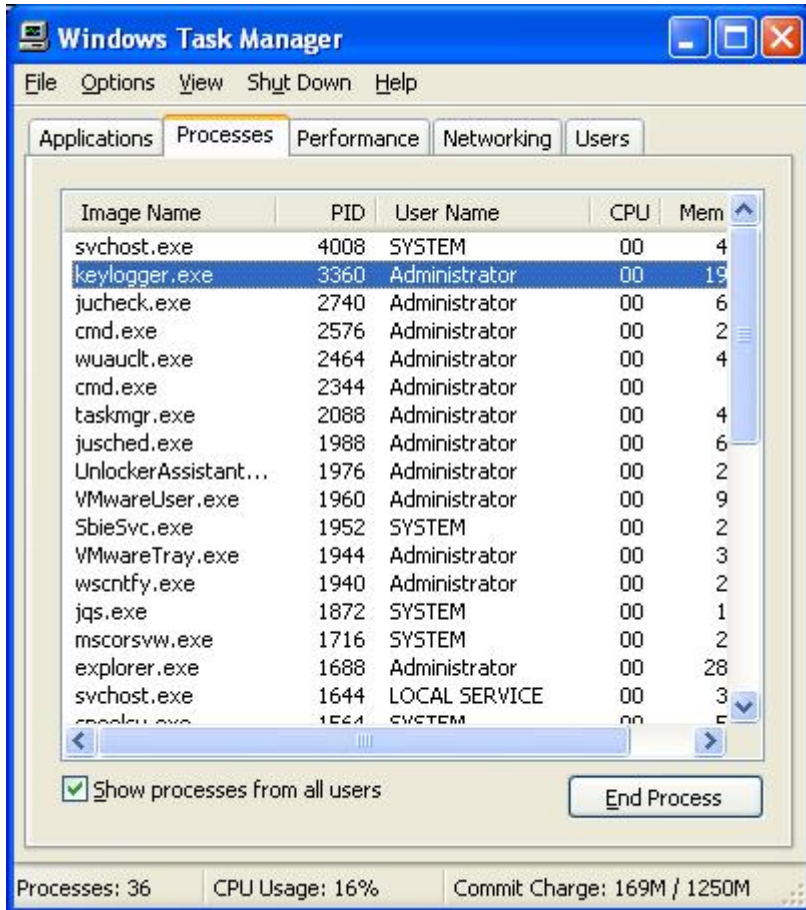 Windows Task Manager
File Options View Shut Down Help
Applications Processes Performance Networking Users
Image Name PID User Name CPU Mem
svchost.exe 4008 SYSTEM 00 4
keylogger.exe 3360 Administrator 00 19
jucheck.exe 2740 Administrator 00 6
cmd.exe 2576 Administrator 00 2
wuauclt.exe 2464 Administrator 00 4
cmd.exe 2344 Administrator 00
taskmgr.exe 2088 Administrator 00 4
jusched.exe 1988 Administrator 00 6
UnlockerAssistant... 1976 Administrator 00 2
VMwareUser.exe 1960 Administrator 00 9
SbieSvc.exe 1952 SYSTEM 00 2
VMwareTray.exe 1944 Administrator 00 3
wscntfy.exe 1940 Administrator 00 2
jqs.exe 1872 SYSTEM 00 1
mscorsvw.exe 1716 SYSTEM 00 2
explorer.exe 1688 Administrator 00 28
svchost.exe 1644 LOCAL SERVICE 00 3
1564 SYSTEM 00 5
Show processes from all users
End Process
Processes: 36 CPU Usage: 16% Commit Charge: 169M / 1250M